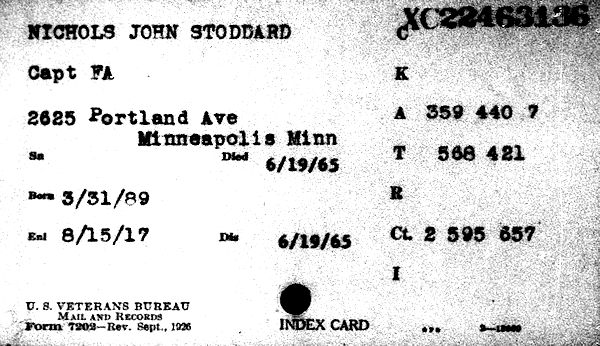 NICHOLS JOHN STODDARD
XC22463136
C
Capt FA
K
2625 Portland Ave
Minneapolis Minn
A 359 440 7
Sn
Died 6/19/65
T 568 421
Born 3/31/89
R
Enl 8/15/17
Dis 6/19/65
Ct. 2 595 657
I
U. S. VETERANS BUREAU
MAIL AND RECORDS
Form 7202—Rev. Sept., 1926
INDEX CARD